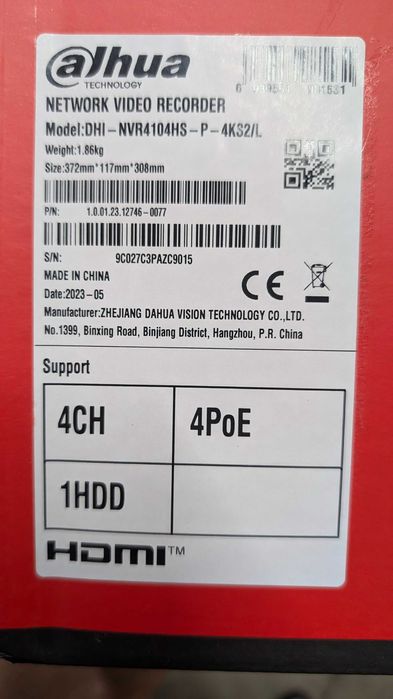 alhua
TECHNOLOGY
NETWORK VIDEO RECORDER
Model:DHI-NVR4104HS-P-4KS2/L
Weight:1.86kg
Size:372mm*117mm*308mm
P/N: 1.0.01.23.12746-0077
S/N: 9C027C3PAZC9015
MADE IN CHINA
Date:2023-05
CE
Manufacturer:ZHEJIANG DAHUA VISION TECHNOLOGY CO.,LTD.
No.1399, Binxing Road, Binjiang District, Hangzhou, P.R. China
Support
4CH 4PoE
1HDD
HDMI™